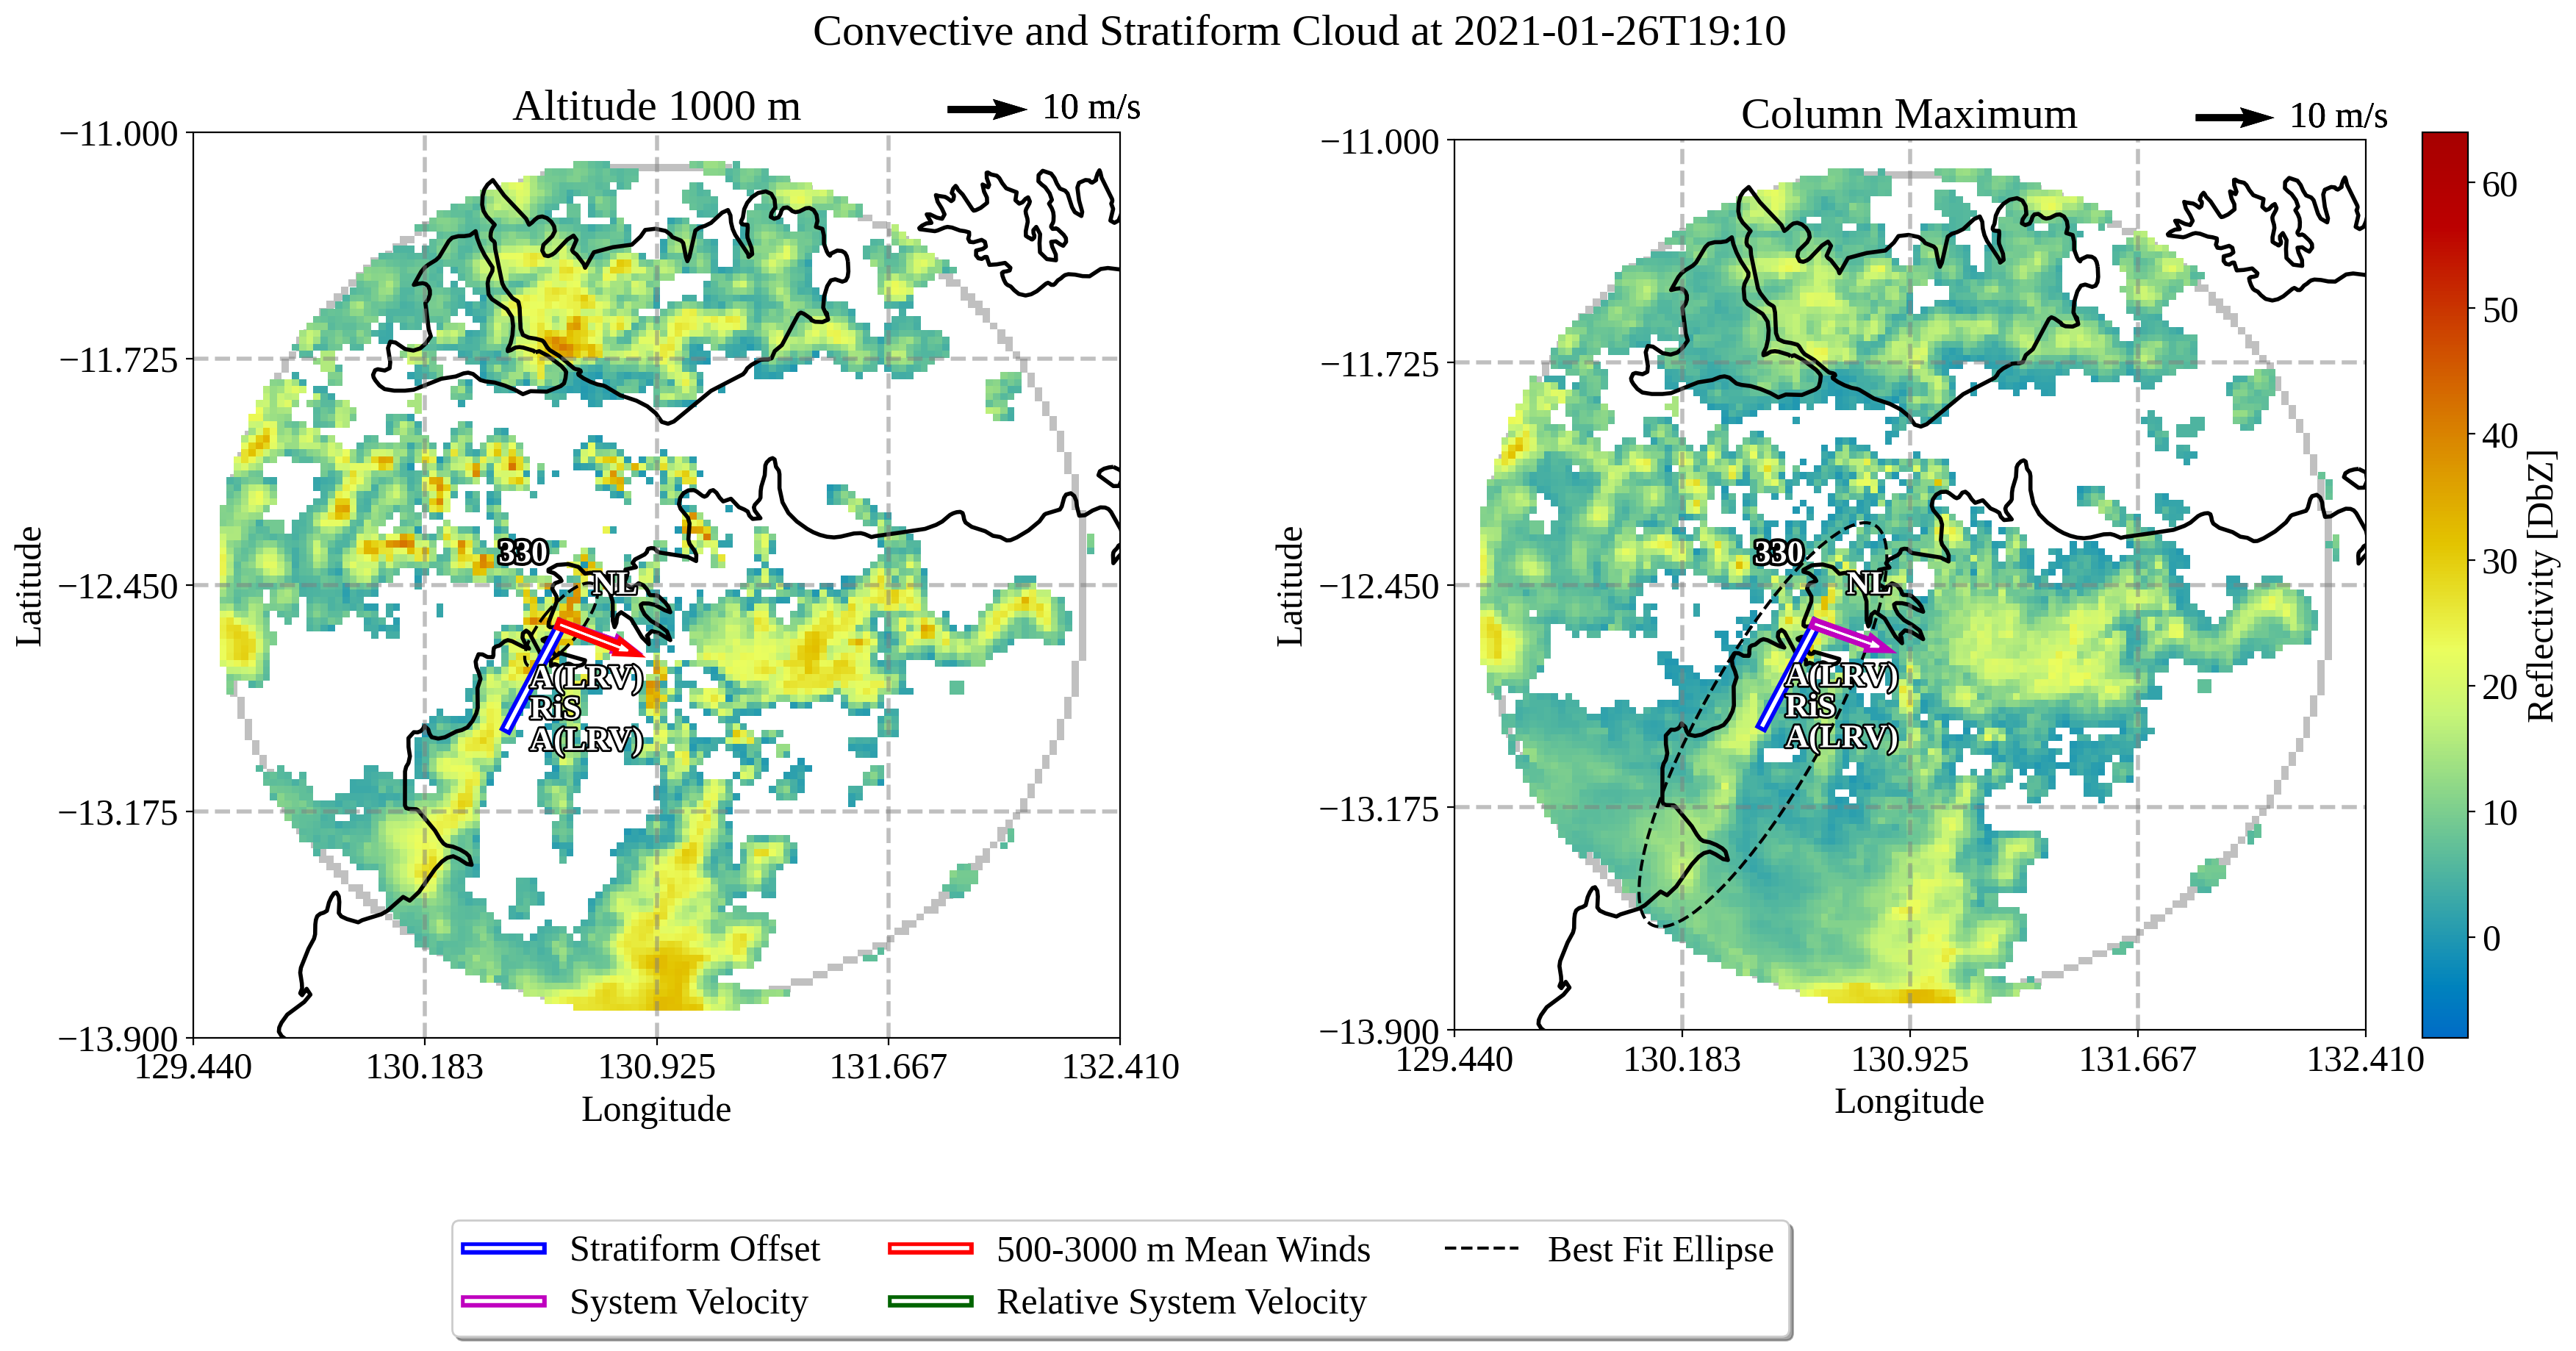 Convective and Stratiform Cloud at 2021-01-26T19:10
Altitude 1000 m
10 m/s
Latitude
−11.000
−11.725
−12.450
−13.175
−13.900
330
NL
A(LRV)
RiS
A(LRV)
129.440
130.183
130.925
131.667
132.410
Longitude
Column Maximum
10 m/s
Latitude
−11.000
−11.725
−12.450
−13.175
−13.900
330
NL
A(LRV)
RiS
A(LRV)
129.440
130.183
130.925
131.667
132.410
Longitude
60
50
40
30
20
10
0
Reflectivity [DbZ]
Stratiform Offset
System Velocity
500-3000 m Mean Winds
Relative System Velocity
Best Fit Ellipse